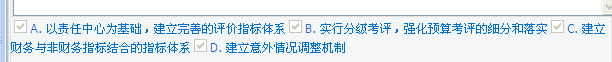 A. 以责任中心为基础，建立完善的评价指标体系 B. 实行分级考评，强化预算考评的细分和落实 C. 建立
财务与非财务指标结合的指标体系 D. 建立意外情况调整机制